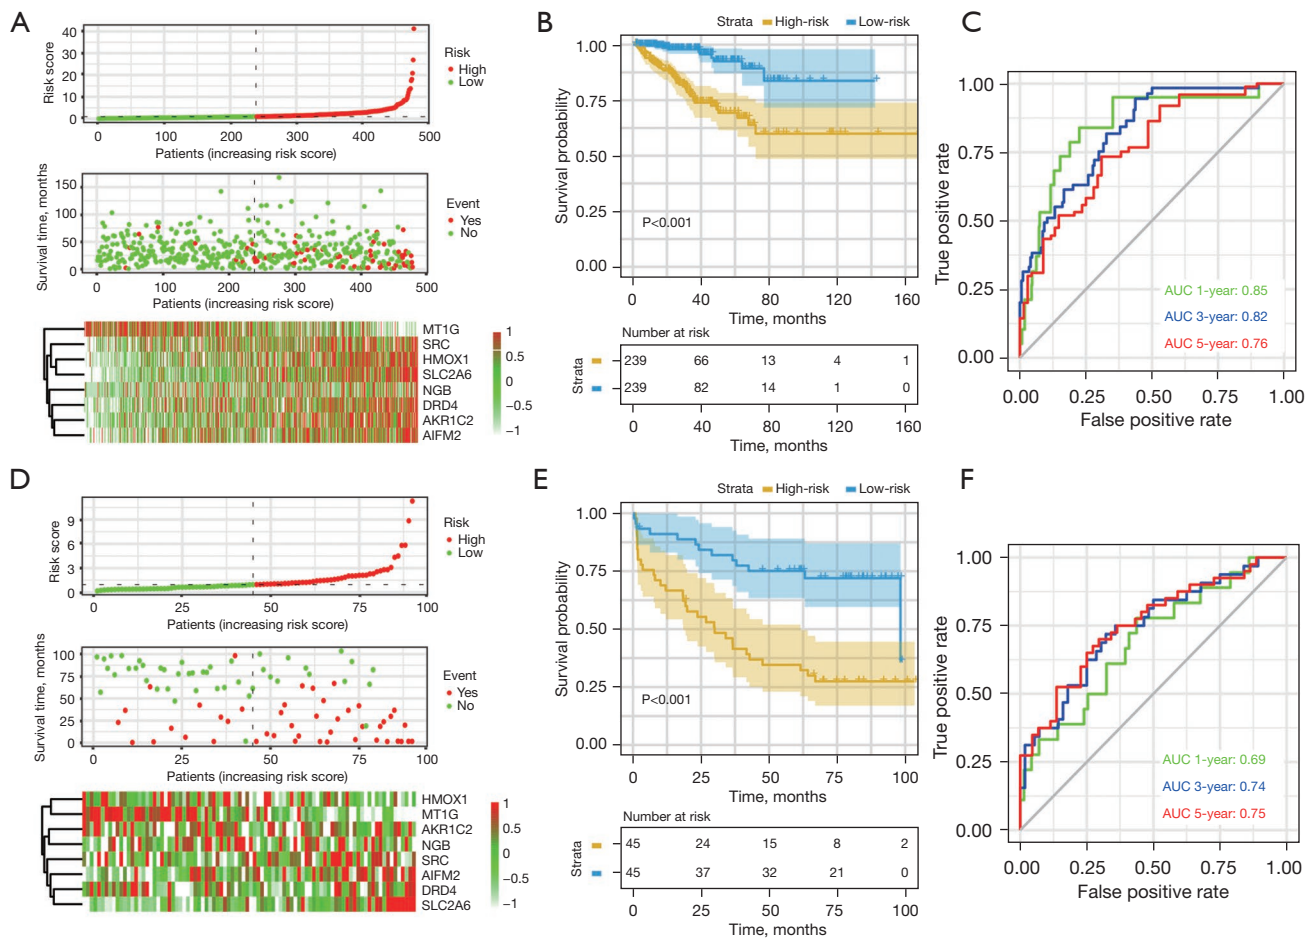 A
Risk score
40
30
20
10
0
0 100 200 300 400 500
Patients (increasing risk score)
Risk
High
Low
Survival time, months
150
100
50
0
0 100 200 300 400 500
Patients (increasing risk score)
Event
Yes
No
MT1G
SRC
HMOX1
SLC2A6
NGB
DRD4
AKR1C2
AIFM2
1
0.5
0
−0.5
−1
B
Strata High-risk Low-risk
Survival probability
1.00
0.75
0.50
0.25
0.00
P<0.001
0 40 80 120 160
Time, months
Number at risk
Strata
239 66 13 4 1
239 82 14 1 0
0 40 80 120 160
Time, months
C
True positive rate
1.00
0.75
0.50
0.25
0.00
AUC 1-year: 0.85
AUC 3-year: 0.82
AUC 5-year: 0.76
0.00 0.25 0.50 0.75 1.00
False positive rate
D
Risk score
9
6
3
0
0 25 50 75 100
Patients (increasing risk score)
Risk
High
Low
Survival time, months
100
75
50
25
0
0 25 50 75 100
Patients (increasing risk score)
Event
Yes
No
HMOX1
MT1G
AKR1C2
NGB
SRC
AIFM2
DRD4
SLC2A6
1
0.5
0
−0.5
−1
E
Strata High-risk Low-risk
Survival probability
1.00
0.75
0.50
0.25
0.00
P<0.001
0 25 50 75 100
Time, months
Number at risk
Strata
45 24 15 8 2
45 37 32 21 0
0 25 50 75 100
Time, months
F
True positive rate
1.00
0.75
0.50
0.25
0.00
AUC 1-year: 0.69
AUC 3-year: 0.74
AUC 5-year: 0.75
0.00 0.25 0.50 0.75 1.00
False positive rate